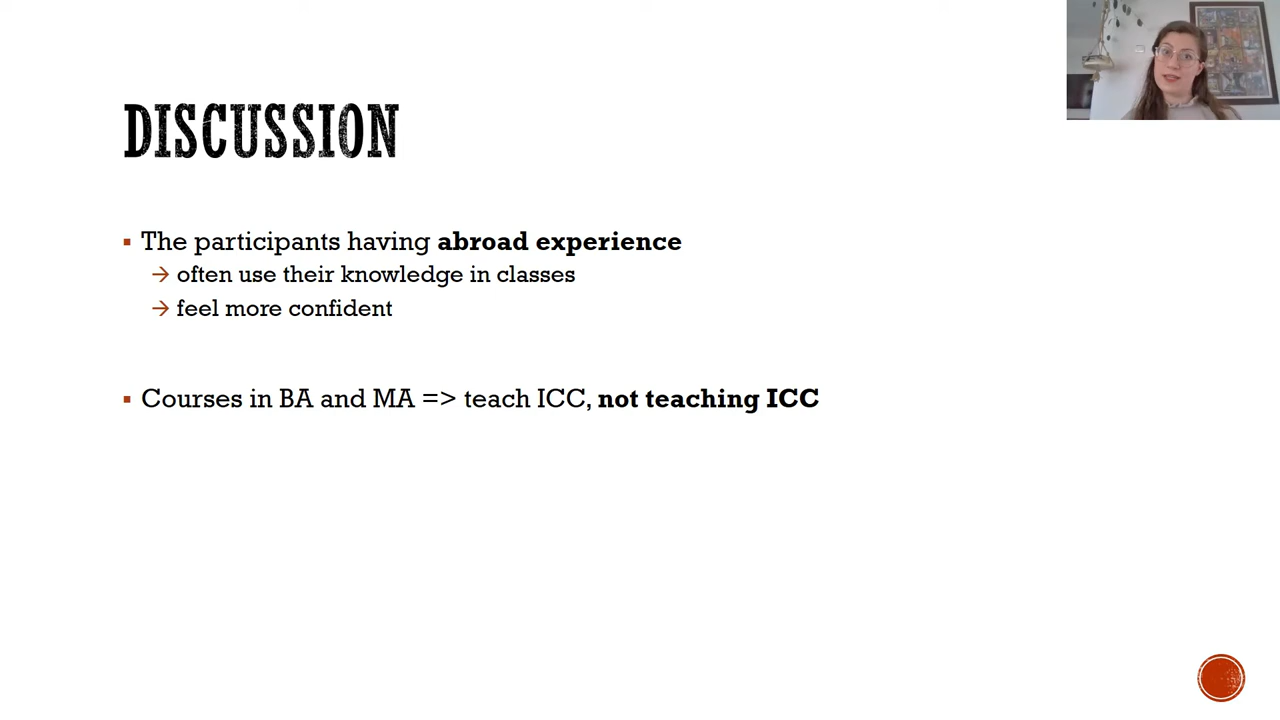 DISCUSSION
▪ The participants having abroad experience
→ often use their knowledge in classes
→ feel more confident
▪ Courses in BA and MA => teach ICC, not teaching ICC